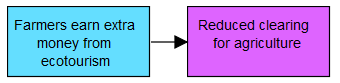 Farmers earn extra
money from
ecotourism
Reduced clearing
for agriculture